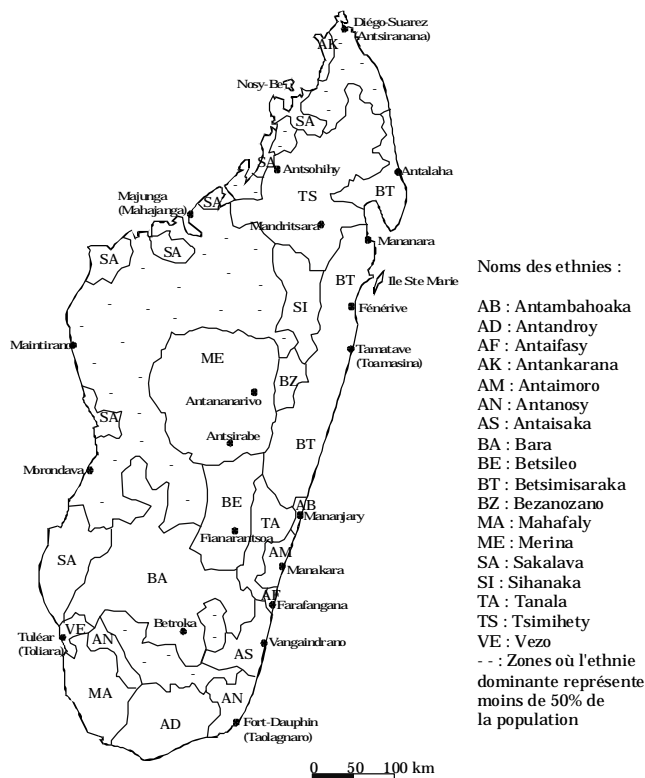 Diégo-Suarez
(Antsiranana)
AK
Nosy-Be
SA
SA
Antsohihy
Antalaha
TS
BT
Majunga
(Mahajanga)
SA
Mandritsara
Mananara
SA
SA
BT
Ile Ste Marie
SI
Fénérive
Maintirano
ME
Tamatave
(Toamasina)
BZ
Antananarivo
SA
Antsirabe
BT
Morondava
BE
AB
Mananjary
TA
Fianarantsoa
AM
SA
Manakara
BA
AF
Farafangana
VE
Betroka
Tuléar
(Toliara)
AN
Vangaindrano
AS
MA
AN
AD
Fort-Dauphin
(Taolagnaro)
0 50 100 km
Noms des ethnies :
AB : Antambahoaka
AD : Antandroy
AF : Antaifasy
AK : Antankarana
AM : Antaimoro
AN : Antanosy
AS : Antaisaka
BA : Bara
BE : Betsileo
BT : Betsimisaraka
BZ : Bezanozano
MA : Mahafaly
ME : Merina
SA : Sakalava
SI : Sihanaka
TA : Tanala
TS : Tsimihety
VE : Vezo
- - : Zones où l'ethnie
dominante représente
moins de 50% de
la population